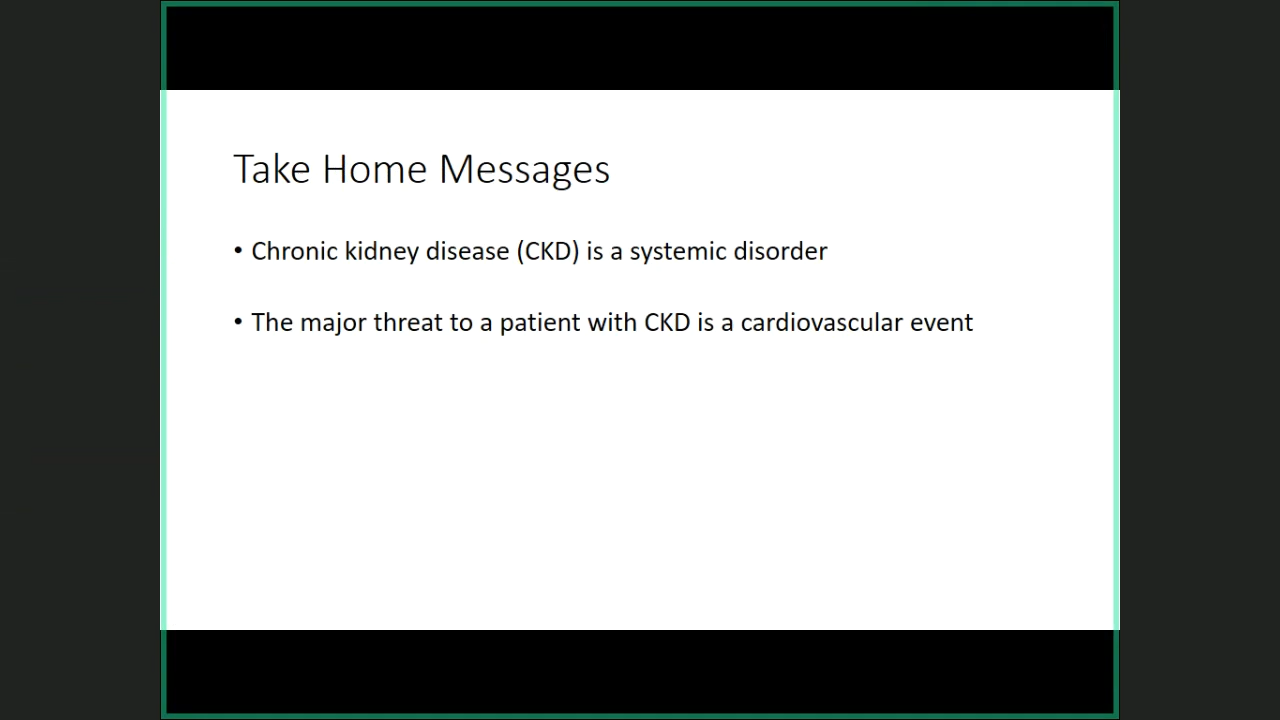 Take Home Messages
• Chronic kidney disease (CKD) is a systemic disorder
• The major threat to a patient with CKD is a cardiovascular event